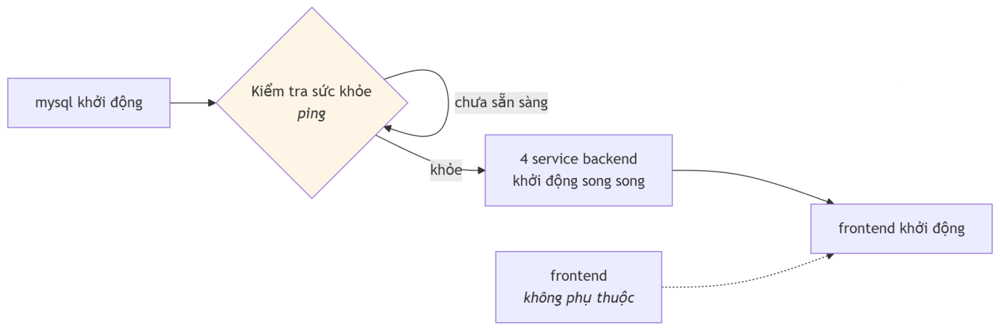 mysql khởi động
Kiểm tra sức khỏe
ping
chưa sẵn sàng
khỏe
4 service backend
khởi động song song
frontend khởi động
frontend
không phụ thuộc